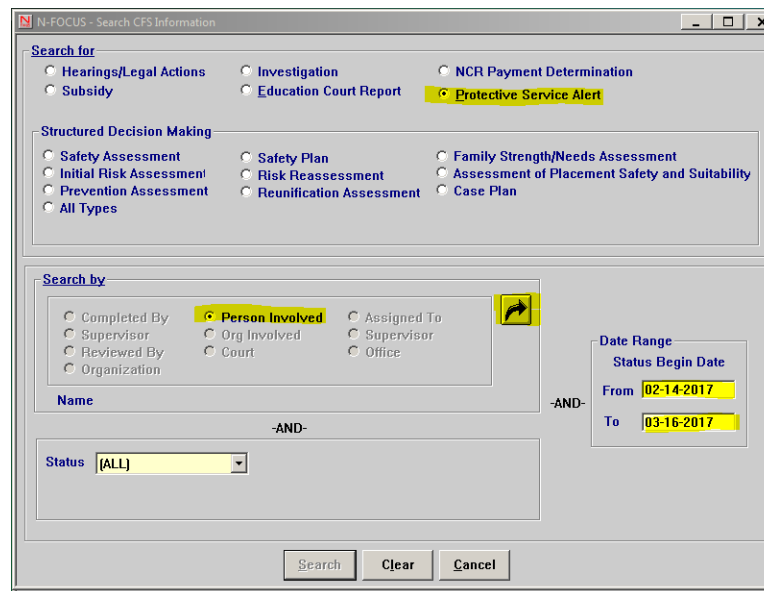 N-FOCUS - Search CFS Information
Search for
Hearings/Legal Actions Investigation NCR Payment Determination
Subsidy Education Court Report Protective Service Alert
Structured Decision Making
Safety Assessment Safety Plan Family Strength/Needs Assessment
Initial Risk Assessment Risk Reassessment Assessment of Placement Safety and Suitability
Prevention Assessment Reunification Assessment Case Plan
All Types
Search by
Completed By Person Involved Assigned To
Supervisor Org Involved Supervisor
Reviewed By Court Office
Organization
Name
-AND-
Status (ALL)
-AND-
Date Range
Status Begin Date
From 02-14-2017
To 03-16-2017
Search Clear Cancel